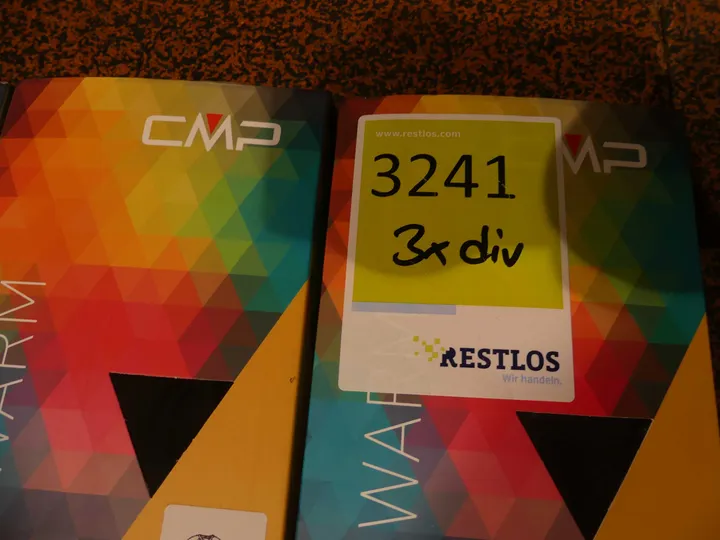 CMP
WARM
www.restlos.com
3241
3x div
RESTLOS
Wir handeln.
MP
WAR